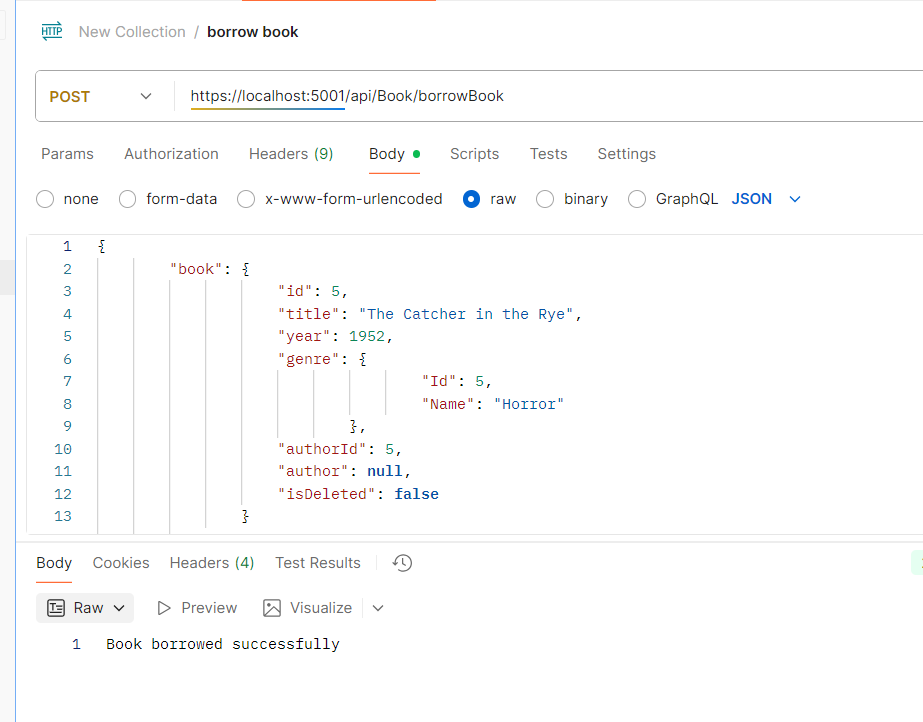 HTTP New Collection / borrow book
POST https://localhost:5001/api/Book/borrowBook
Params Authorization Headers (9) Body Scripts Tests Settings
none form-data x-www-form-urlencoded raw binary GraphQL JSON
1 {
2 "book": {
3 "id": 5,
4 "title": "The Catcher in the Rye",
5 "year": 1952,
6 "genre": {
7 "Id": 5,
8 "Name": "Horror"
9 },
10 "authorId": 5,
11 "author": null,
12 "isDeleted": false
13 }
Body Cookies Headers (4) Test Results
Raw Preview Visualize
1 Book borrowed successfully